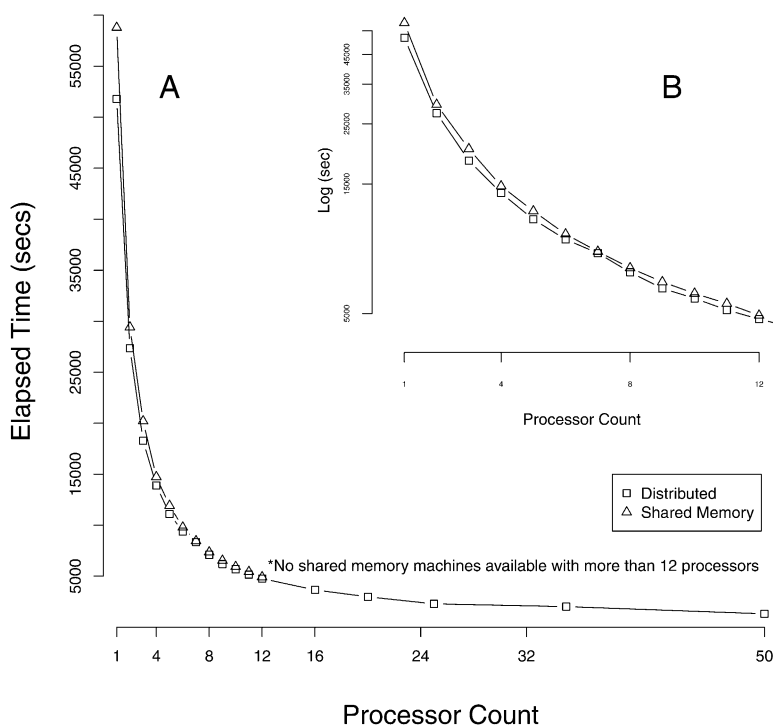 A
B
Elapsed Time (secs)
55000
45000
35000
25000
15000
5000
Log (sec)
45000
35000
25000
15000
5000
1 4 8 12
Processor Count
Distributed
Shared Memory
*No shared memory machines available with more than 12 processors
1 4 8 12 16 24 32 50
Processor Count